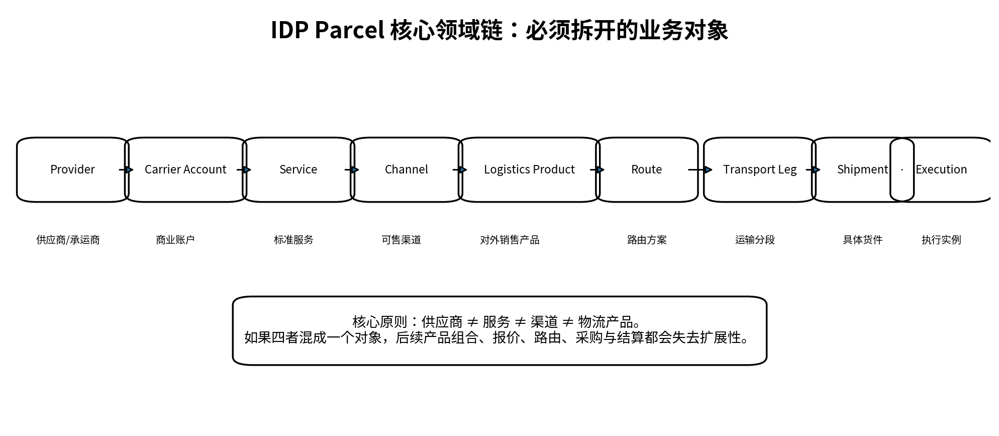 IDP Parcel 核心领域链：必须拆开的业务对象
Provider
Carrier Account
Service
Channel
Logistics Product
Route
Transport Leg
Shipment
Execution
供应商/承运商
商业账户
标准服务
可售渠道
对外销售产品
路由方案
运输分段
具体货件
执行实例
核心原则：供应商 ≠ 服务 ≠ 渠道 ≠ 物流产品。
如果四者混成一个对象，后续产品组合、报价、路由、采购与结算都会失去扩展性。